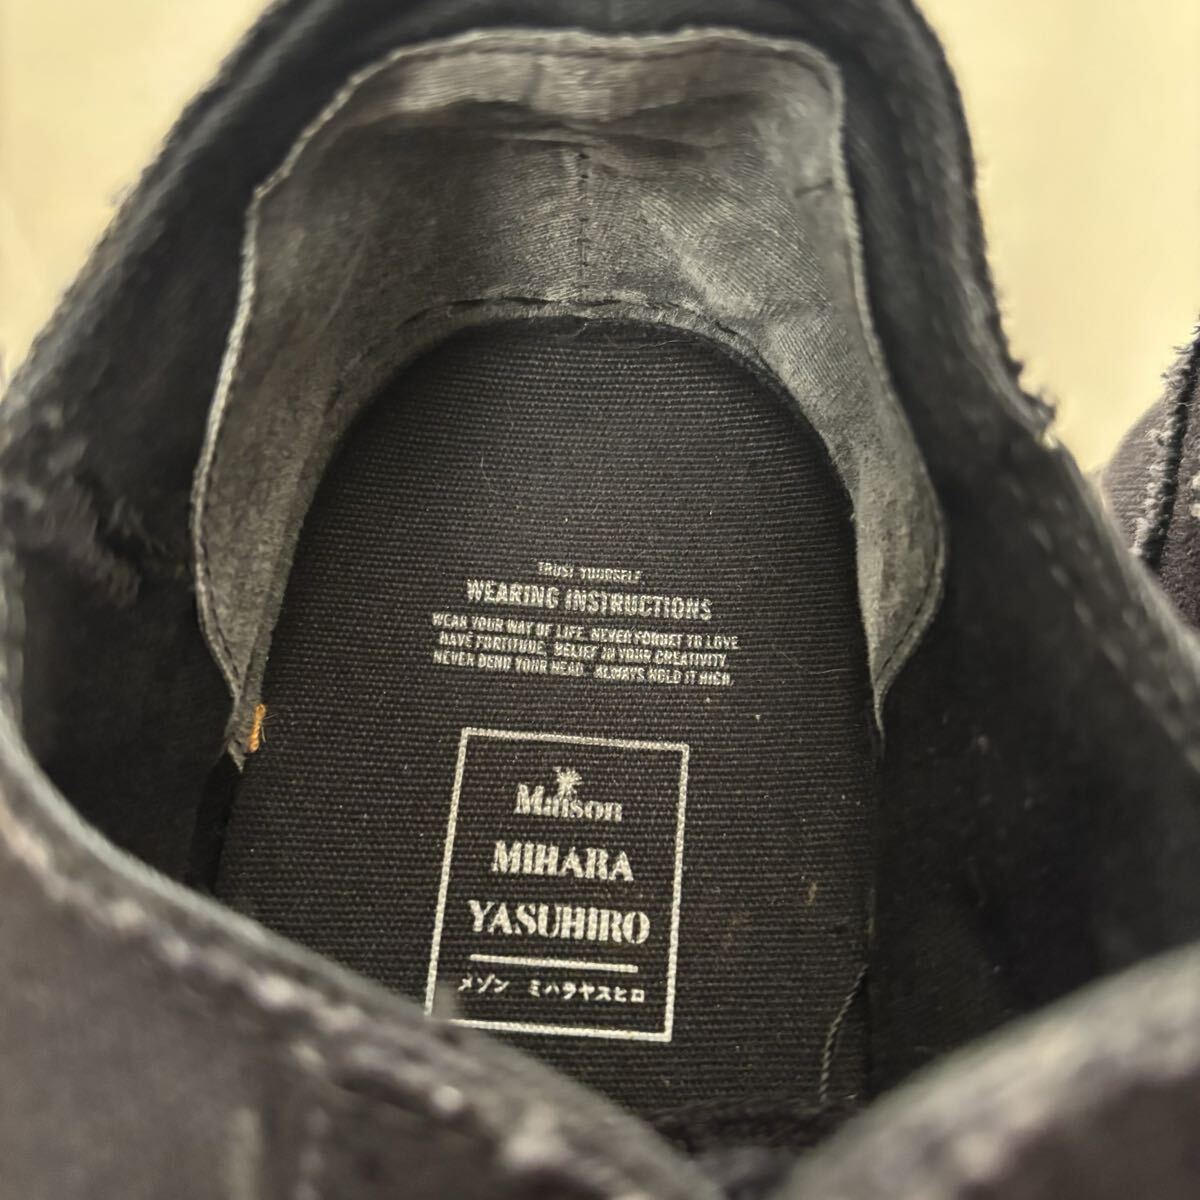 TRUST YOURSELF
WEARING INSTRUCTIONS
WEAR YOUR WAY OF LIFE. NEVER FORGET TO LOVE
HAVE FORTITUDE. BELIEF IN YOUR CREATIVITY
NEVER BEND YOUR HEAD. ALWAYS HOLD IT HIGH.
Maison
MIHARA
YASUHIRO
メゾン ミハラヤスヒロ